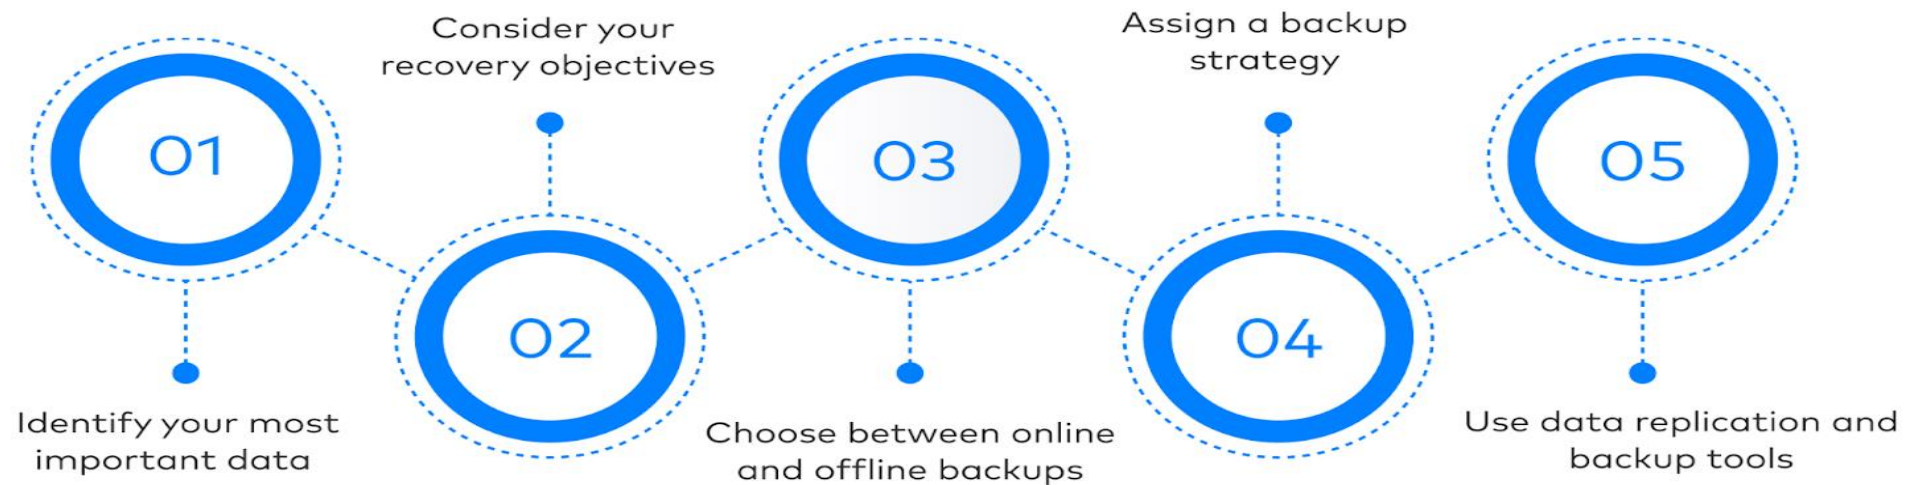 01
Identify your most
important data
Consider your
recovery objectives
02
03
Choose between online
and offline backups
Assign a backup
strategy
04
05
Use data replication and
backup tools